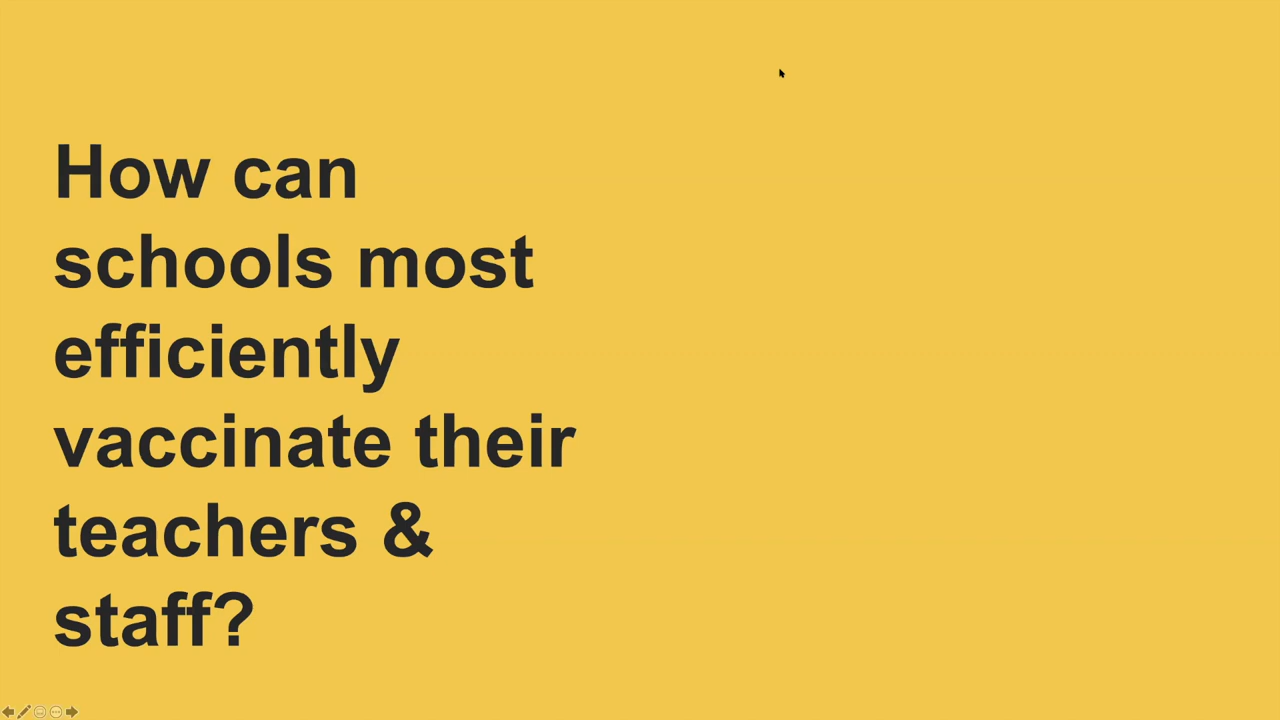 How can
schools most
efficiently
vaccinate their
teachers &
staff?